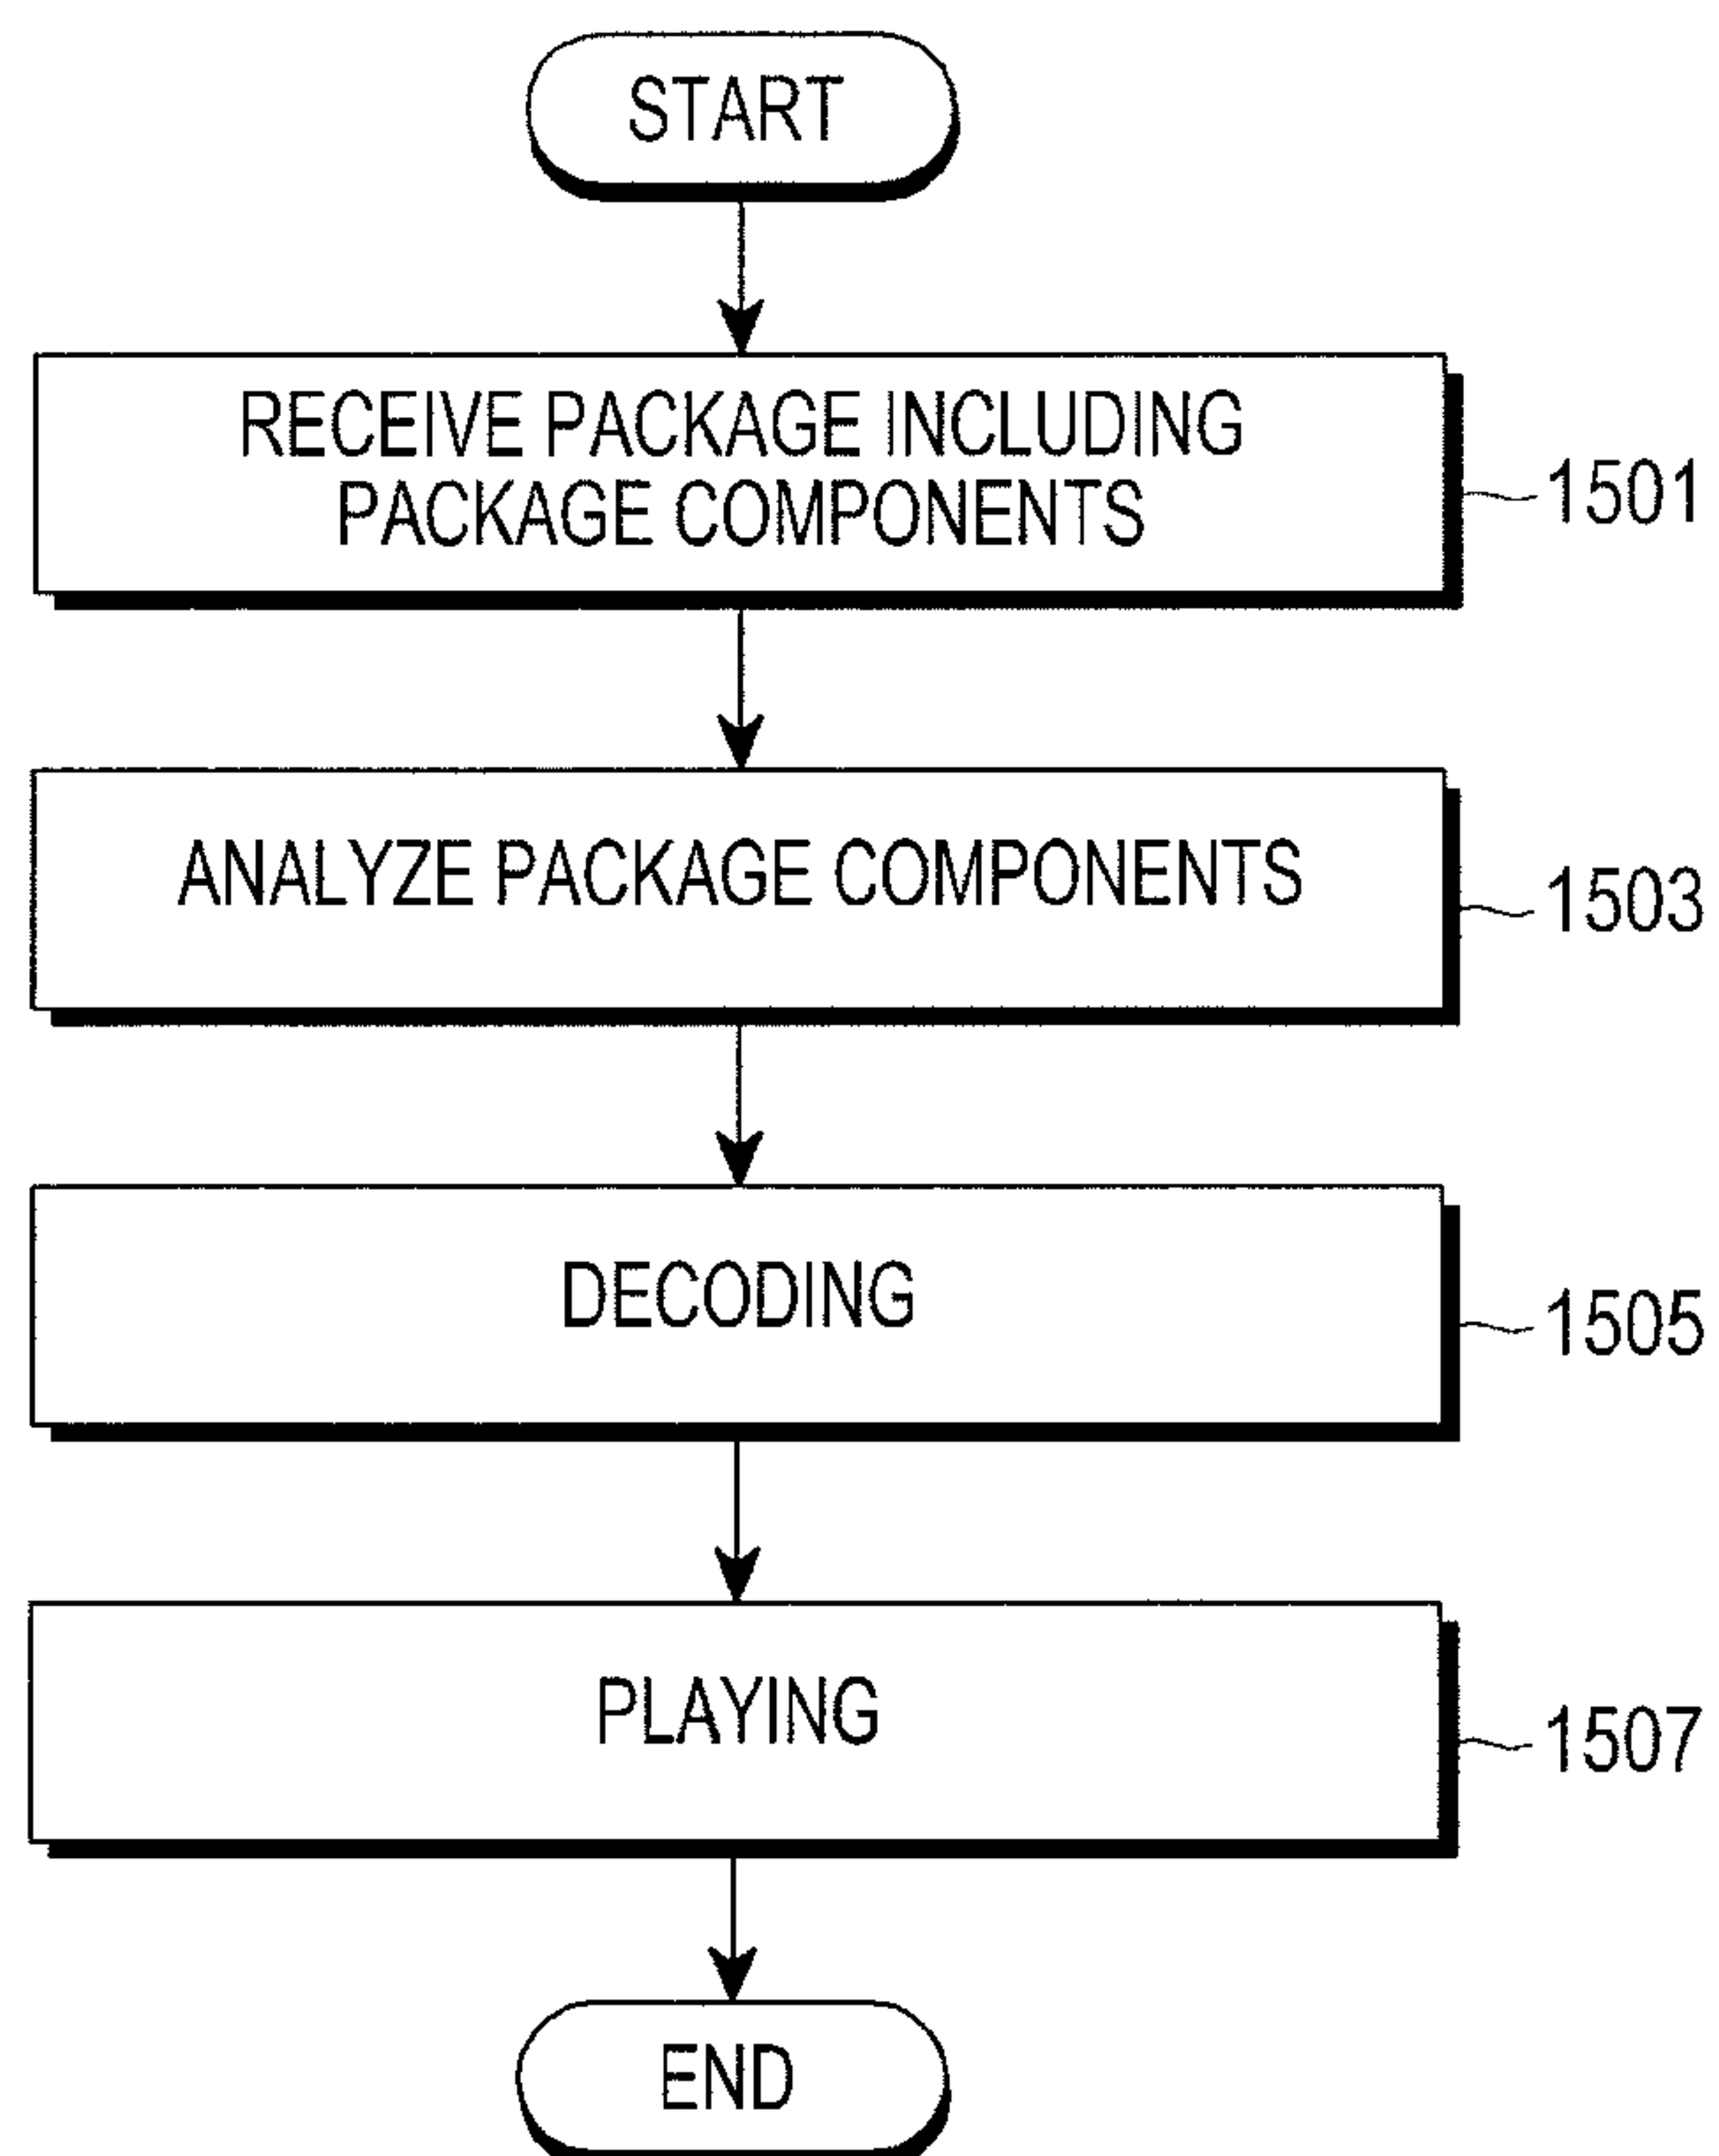 START
RECEIVE PACKAGE INCLUDING
PACKAGE COMPONENTS
1501
ANALYZE PACKAGE COMPONENTS
1503
DECODING
1505
PLAYING
1507
END